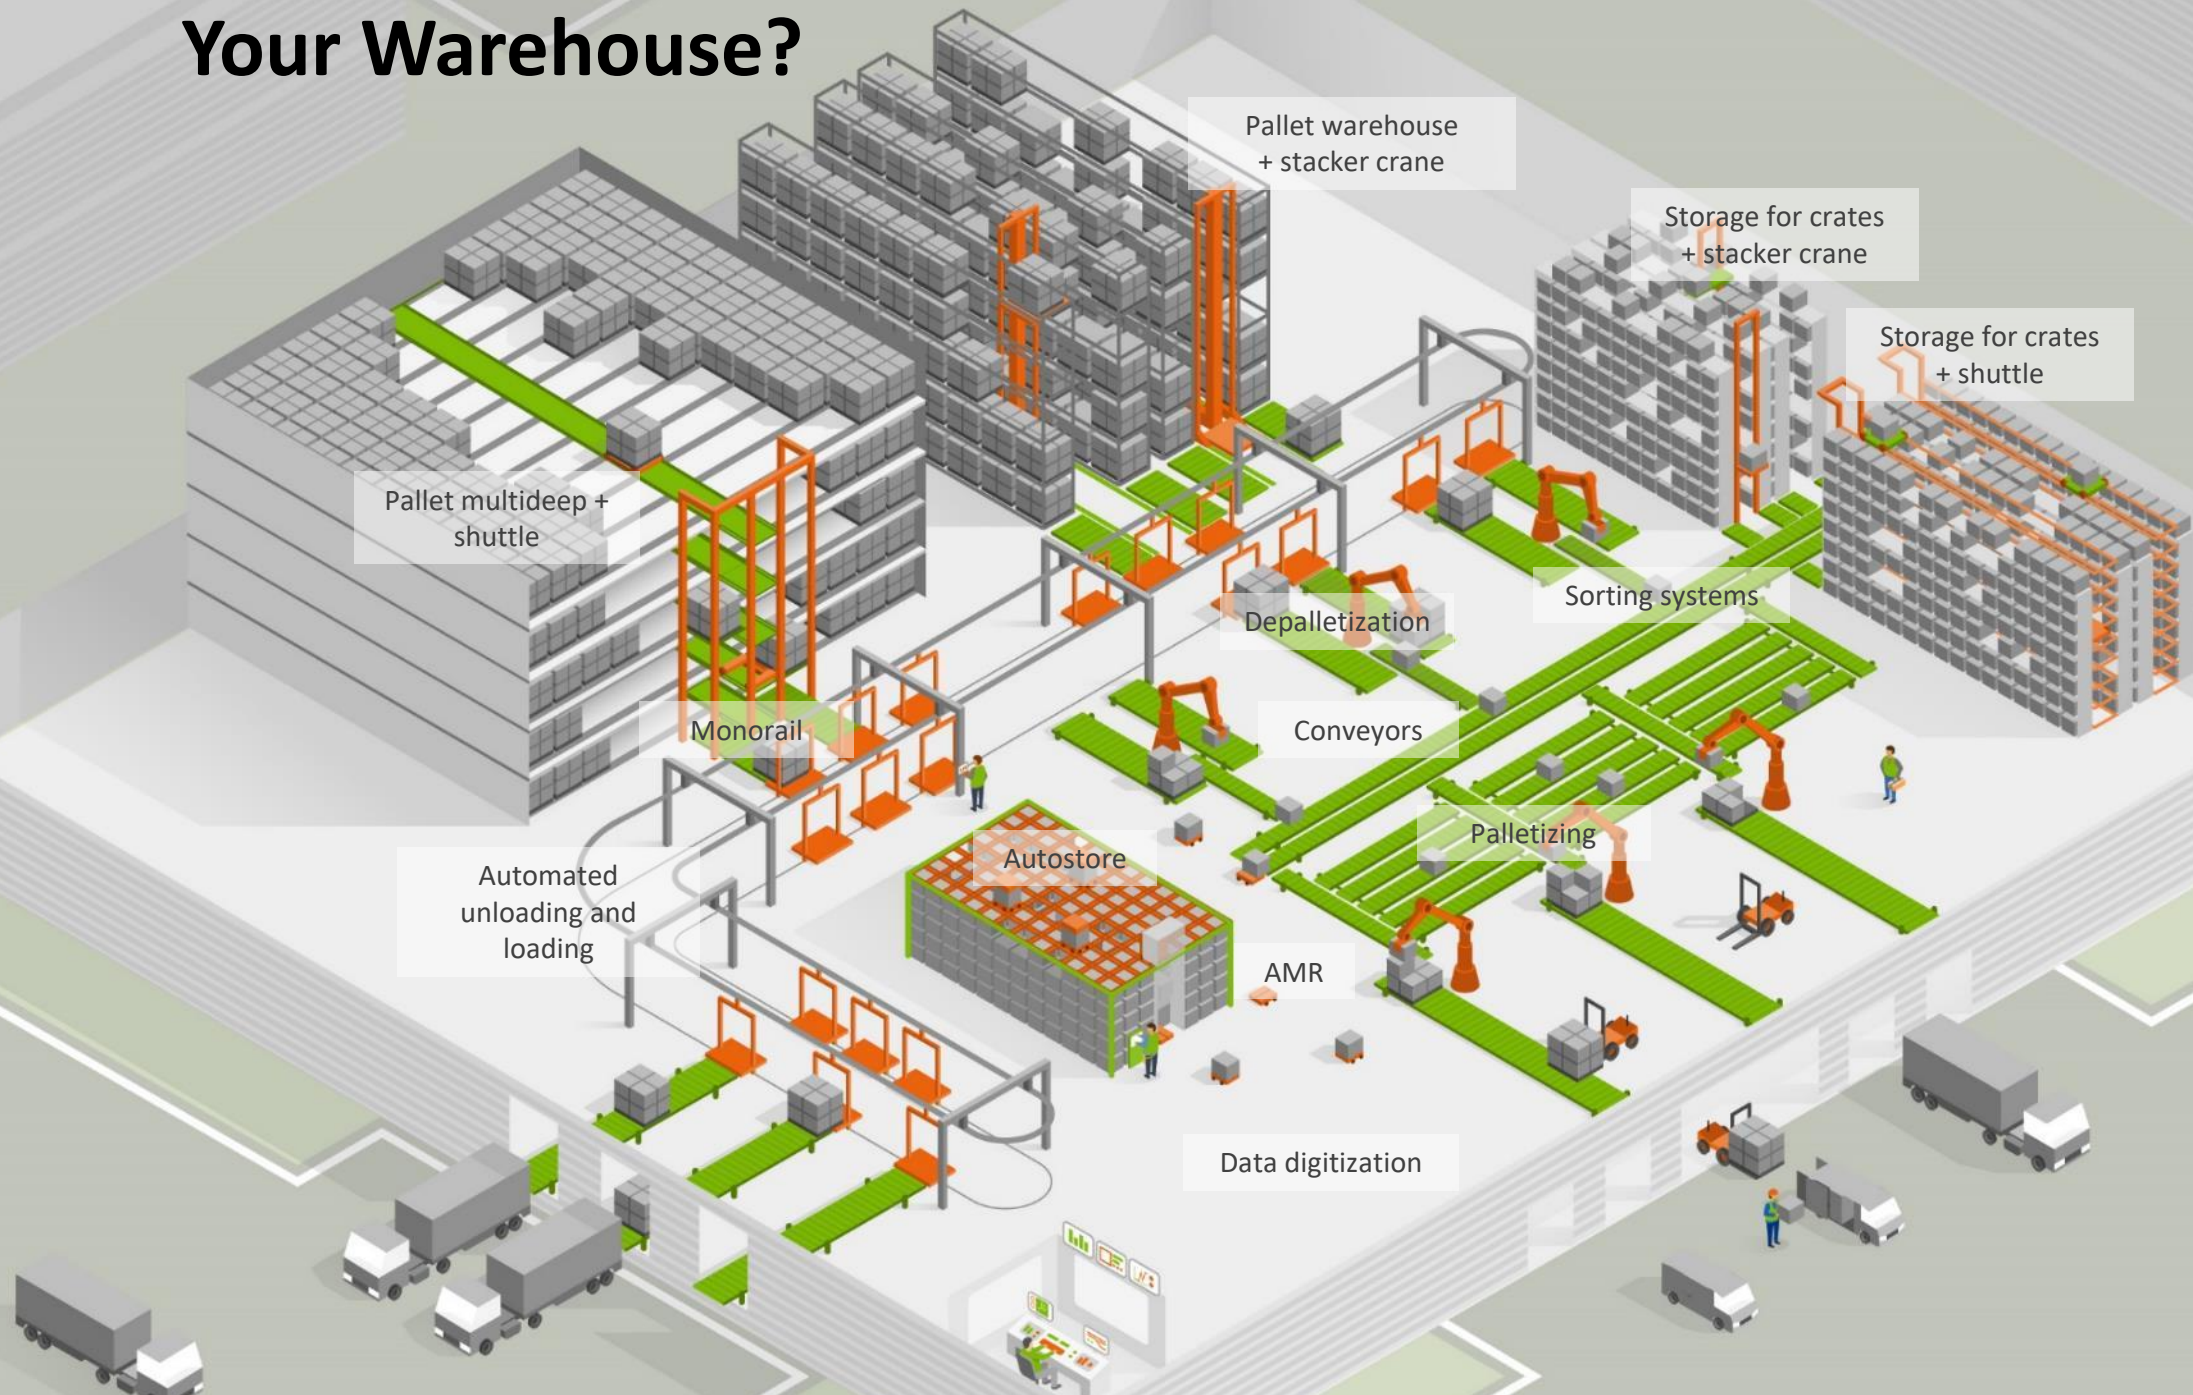 Your Warehouse?
Pallet warehouse
+ stacker crane
Storage for crates
+ stacker crane
Storage for crates
+ shuttle
Pallet multideep +
shuttle
Sorting systems
Depalletization
Monorail
Conveyors
Palletizing
Autostore
Automated
unloading and
loading
AMR
Data digitization